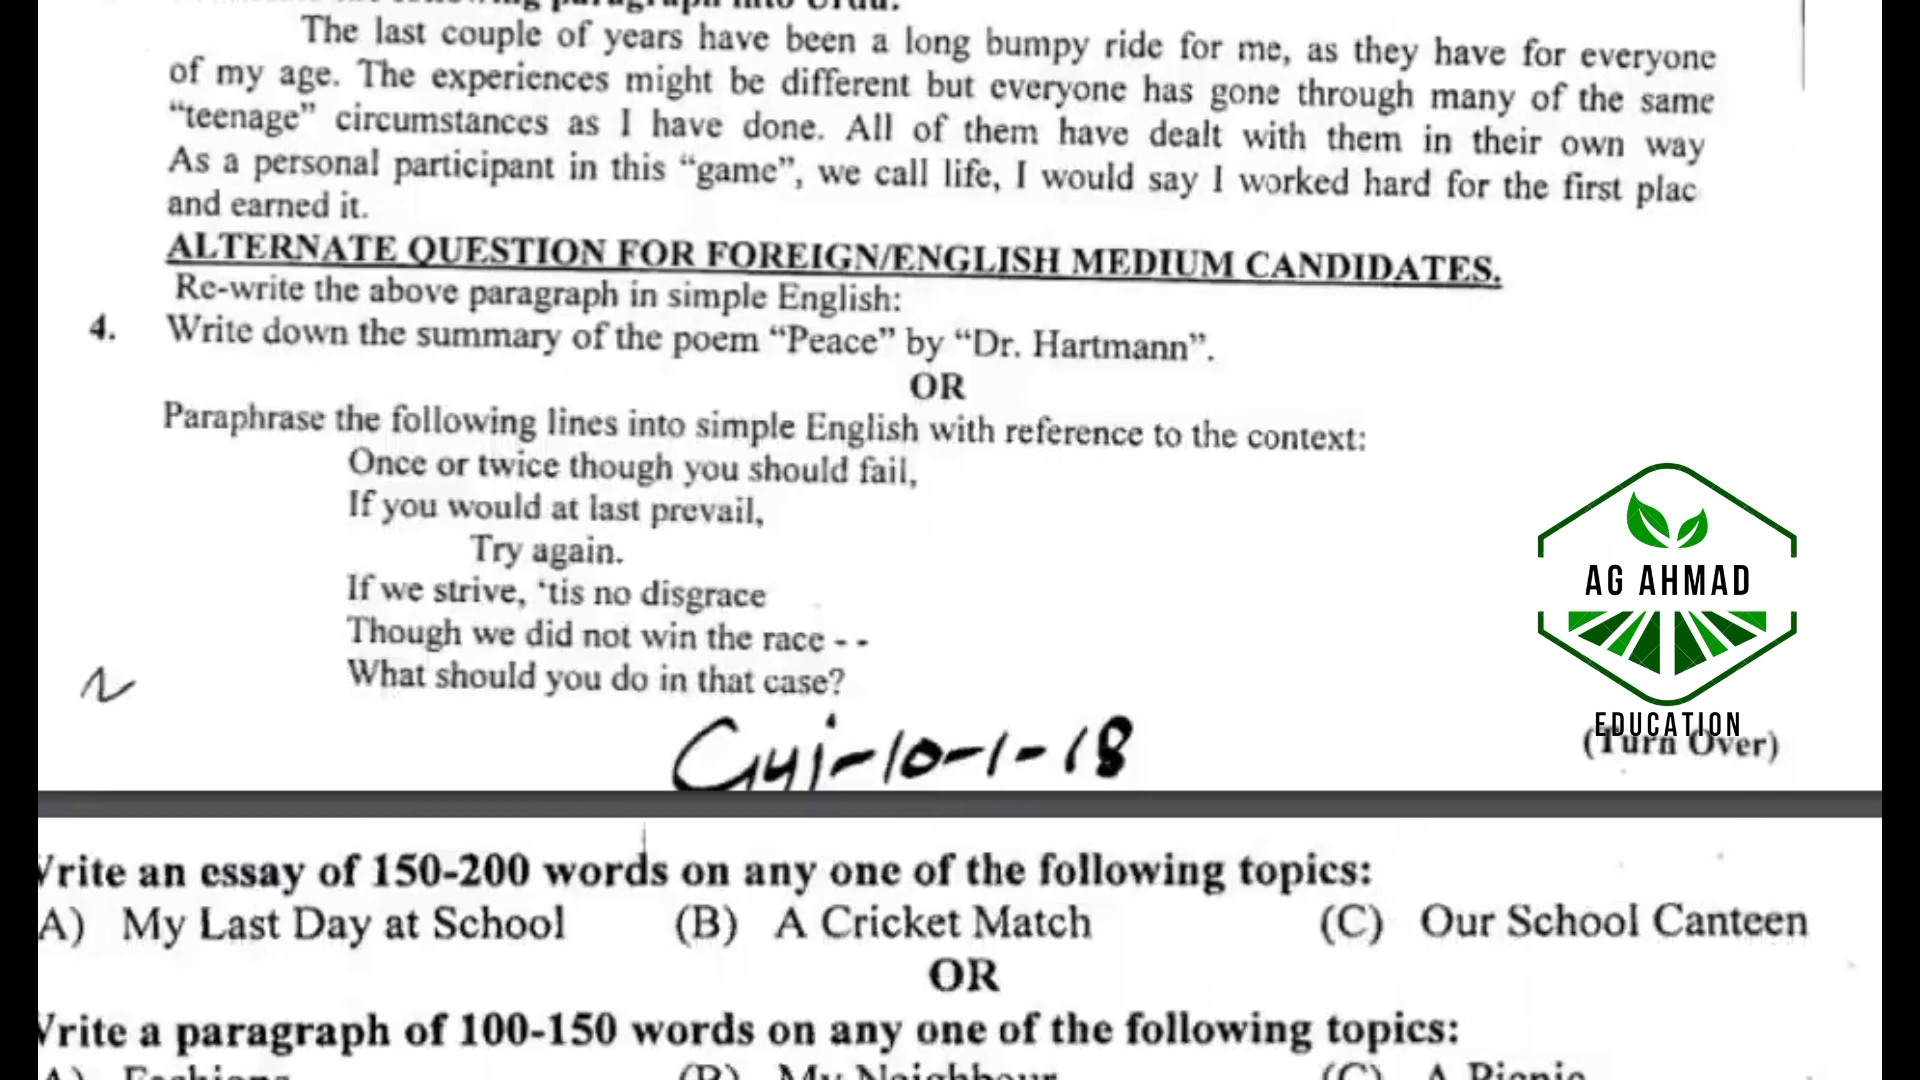 following paragraph into Urdu:
The last couple of years have been a long bumpy ride for me, as they have for everyone
of my age. The experiences might be different but everyone has gone through many of the same
“teenage” circumstances as I have done. All of them have dealt with them in their own way
As a personal participant in this “game”, we call life, I would say I worked hard for the first plac
and earned it.
ALTERNATE QUESTION FOR FOREIGN/ENGLISH MEDIUM CANDIDATES.
Re-write the above paragraph in simple English:
4. Write down the summary of the poem “Peace” by “Dr. Hartmann”.
OR
Paraphrase the following lines into simple English with reference to the context:
Once or twice though you should fail,
If you would at last prevail,
Try again.
If we strive, ‘tis no disgrace
Though we did not win the race - -
What should you do in that case?
AG AHMAD
EDUCATION
(Turn Over)
Guj-10-1-18
Write an essay of 150-200 words on any one of the following topics:
A) My Last Day at School (B) A Cricket Match (C) Our School Canteen
OR
Write a paragraph of 100-150 words on any one of the following topics:
A) Fashions (B) My Neighbour (C) A Picnic